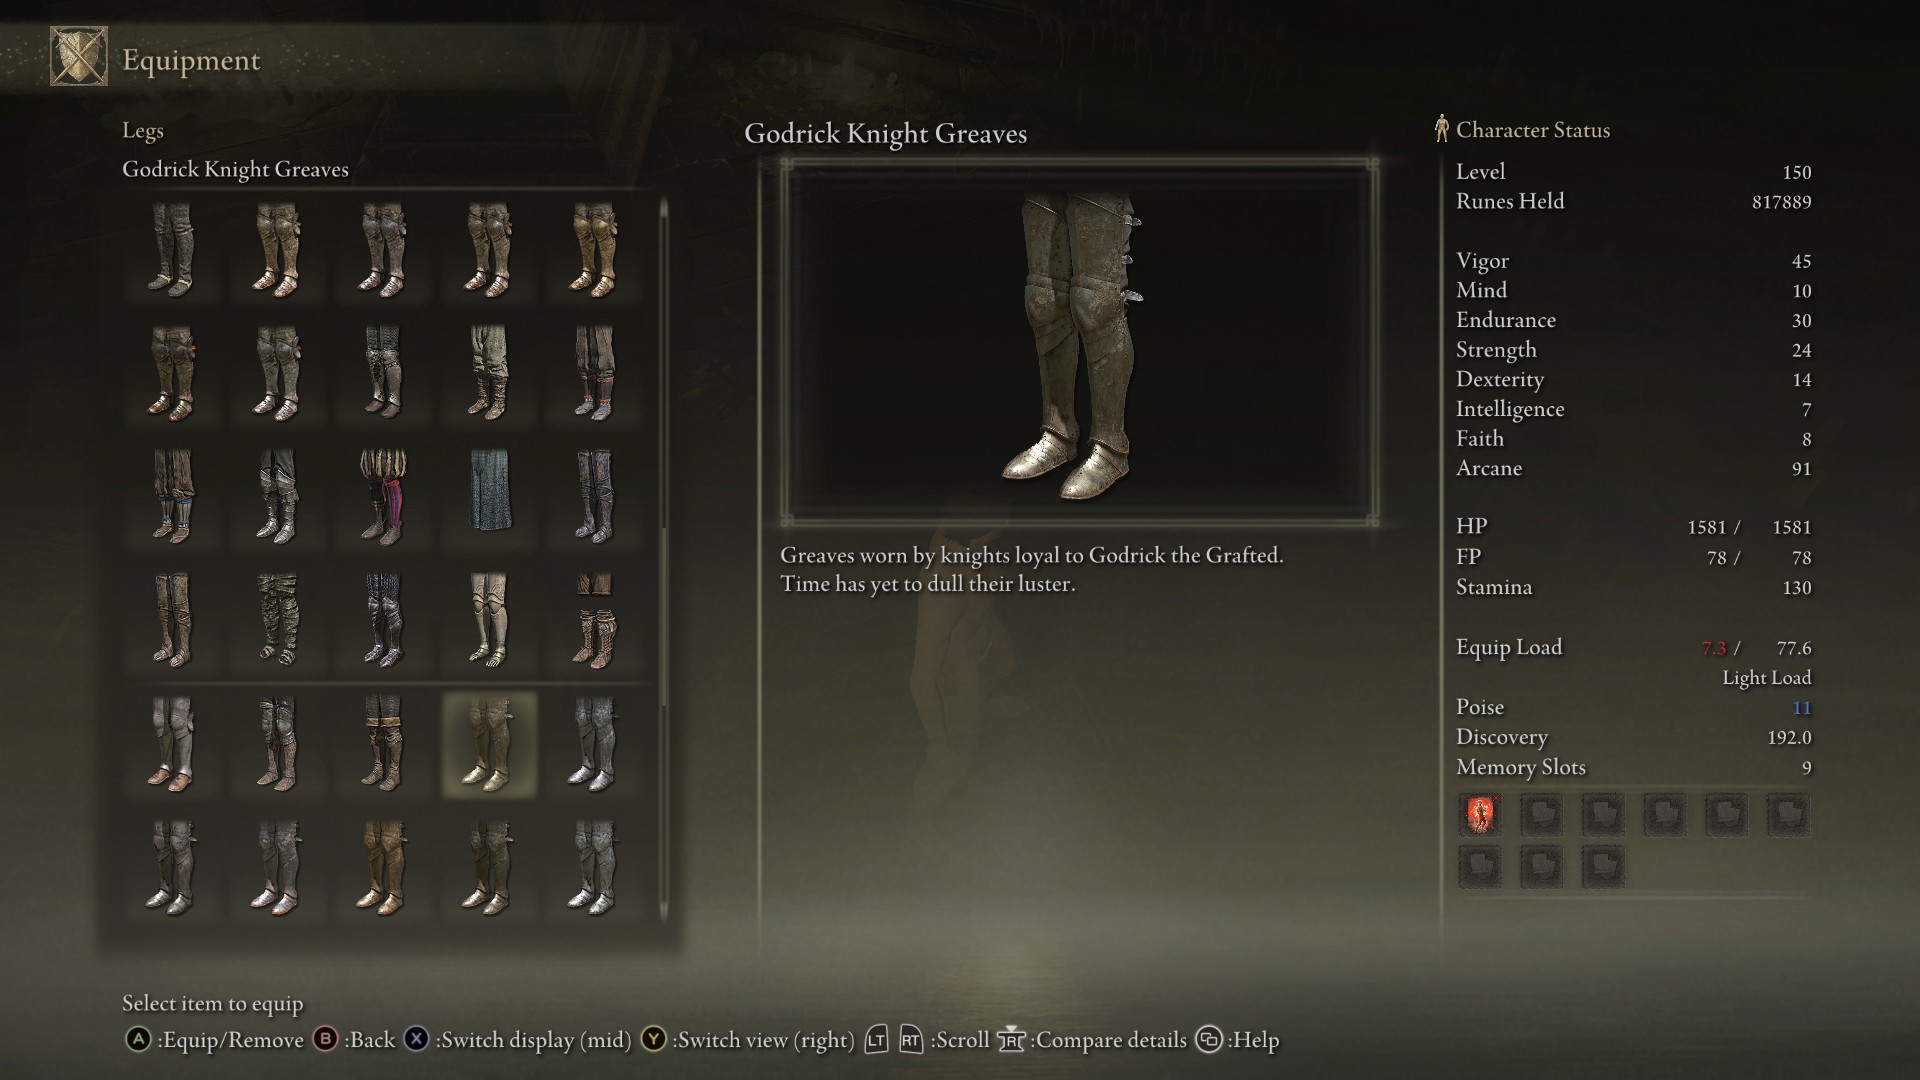 Equipment
Legs
Godrick Knight Greaves
Godrick Knight Greaves
Greaves worn by knights loyal to Godrick the Grafted.
Time has yet to dull their luster.
Character Status
Level 150
Runes Held 817889
Vigor 45
Mind 10
Endurance 30
Strength 24
Dexterity 14
Intelligence 7
Faith 8
Arcane 91
HP 1581 / 1581
FP 78 / 78
Stamina 130
Equip Load 7.3 / 77.6
Light Load
Poise 11
Discovery 192.0
Memory Slots 9
Select item to equip
A :Equip/Remove B :Back X :Switch display (mid) Y :Switch view (right) LT RT :Scroll R :Compare details :Help